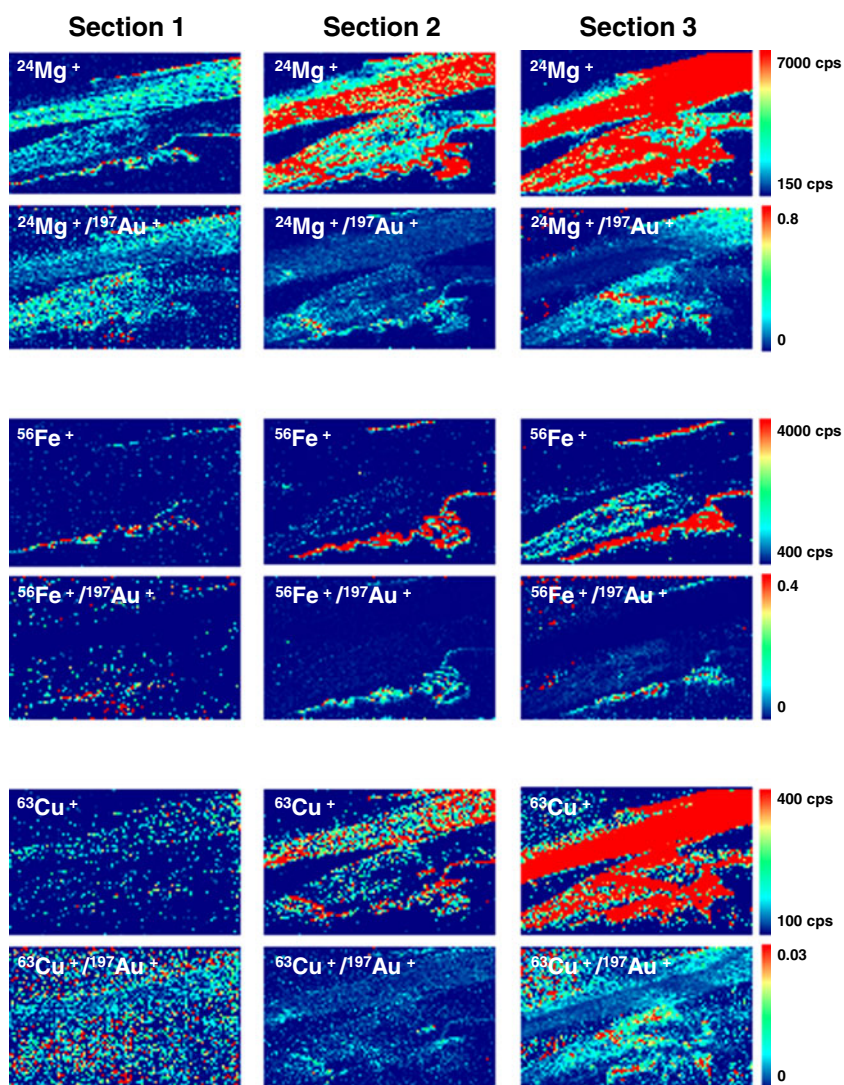 Section 1 Section 2 Section 3
²⁴Mg⁺ ²⁴Mg⁺ ²⁴Mg⁺ 7000 cps
150 cps
²⁴Mg⁺/¹⁹⁷Au⁺ ²⁴Mg⁺/¹⁹⁷Au⁺ ²⁴Mg⁺/¹⁹⁷Au⁺ 0.8
0
⁵⁶Fe⁺ ⁵⁶Fe⁺ ⁵⁶Fe⁺ 4000 cps
400 cps
⁵⁶Fe⁺/¹⁹⁷Au⁺ ⁵⁶Fe⁺/¹⁹⁷Au⁺ ⁵⁶Fe⁺/¹⁹⁷Au⁺ 0.4
0
⁶³Cu⁺ ⁶³Cu⁺ ⁶³Cu⁺ 400 cps
100 cps
⁶³Cu⁺/¹⁹⁷Au⁺ ⁶³Cu⁺/¹⁹⁷Au⁺ ⁶³Cu⁺/¹⁹⁷Au⁺ 0.03
0